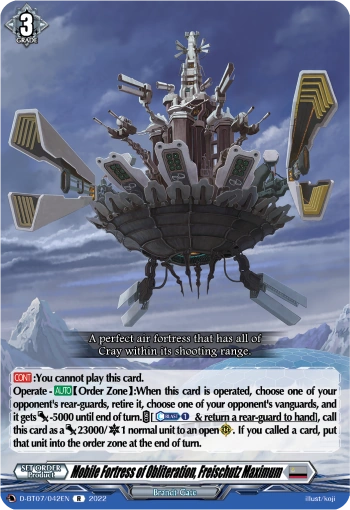 3
GRADE
A perfect air fortress that has all of
Cray within its shooting range.
CONT:You cannot play this card.
Operate - AUTO[Order Zone]:When this card is operated, choose one of your
opponent's rear-guards, retire it, choose one of your opponent's vanguards, and
it gets -5000 until end of turn.[BLAST 1 & return a rear-guard to hand], call
this card as a 23000/1 normal unit to an open . If you called a card, put
that unit into the order zone at the end of turn.
SET ORDER
Product
Mobile Fortress of Obliteration, Freischutz Maximum
Brandt Gate
D-BT07/042EN R 2022
illust/koji